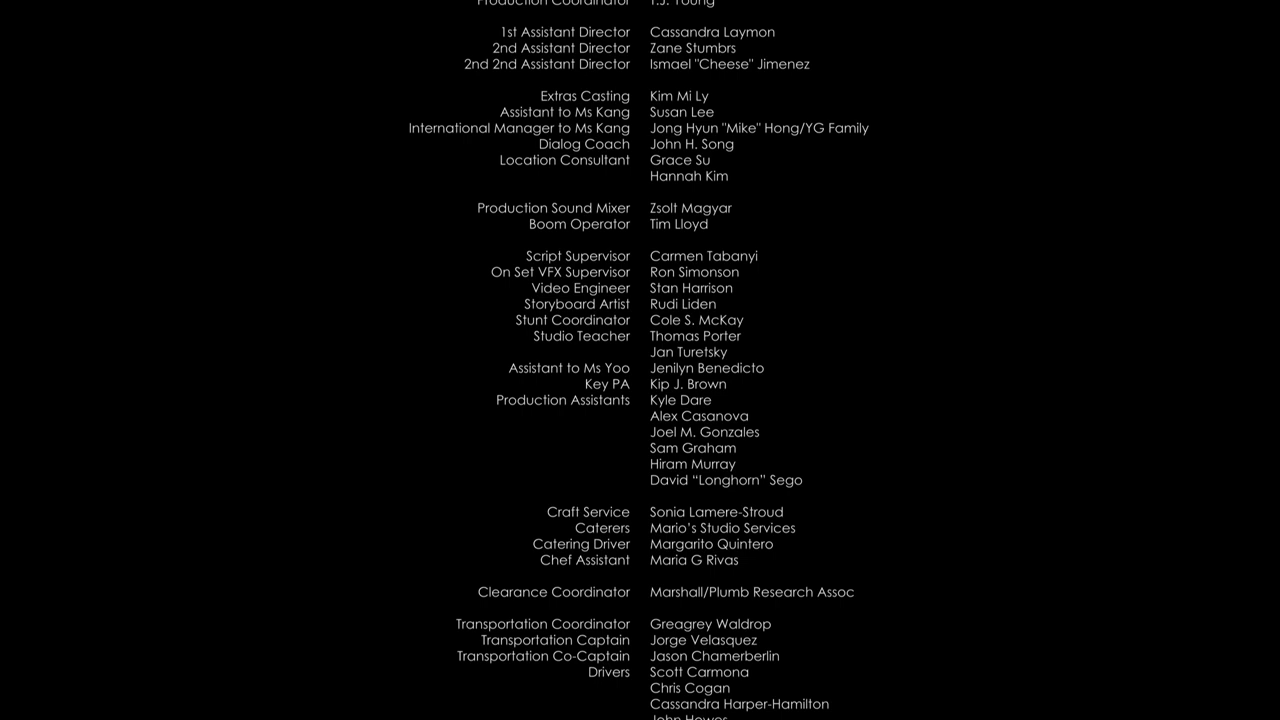 Production Coordinator T.J. Young
1st Assistant Director Cassandra Laymon
2nd Assistant Director Zane Stumbrs
2nd 2nd Assistant Director Ismael "Cheese" Jimenez
Extras Casting Kim Mi Ly
Assistant to Ms Kang Susan Lee
International Manager to Ms Kang Jong Hyun "Mike" Hong/YG Family
Dialog Coach John H. Song
Location Consultant Grace Su
Hannah Kim
Production Sound Mixer Zsolt Magyar
Boom Operator Tim Lloyd
Script Supervisor Carmen Tabanyi
On Set VFX Supervisor Ron Simonson
Video Engineer Stan Harrison
Storyboard Artist Rudi Liden
Stunt Coordinator Cole S. McKay
Studio Teacher Thomas Porter
Jan Turetsky
Assistant to Ms Yoo Jenilyn Benedicto
Key PA Kip J. Brown
Production Assistants Kyle Dare
Alex Casanova
Joel M. Gonzales
Sam Graham
Hiram Murray
David “Longhorn” Sego
Craft Service Sonia Lamere-Stroud
Caterers Mario’s Studio Services
Catering Driver Margarito Quintero
Chef Assistant Maria G Rivas
Clearance Coordinator Marshall/Plumb Research Assoc
Transportation Coordinator Greagrey Waldrop
Transportation Captain Jorge Velasquez
Transportation Co-Captain Jason Chamerberlin
Drivers Scott Carmona
Chris Cogan
Cassandra Harper-Hamilton
John Howes